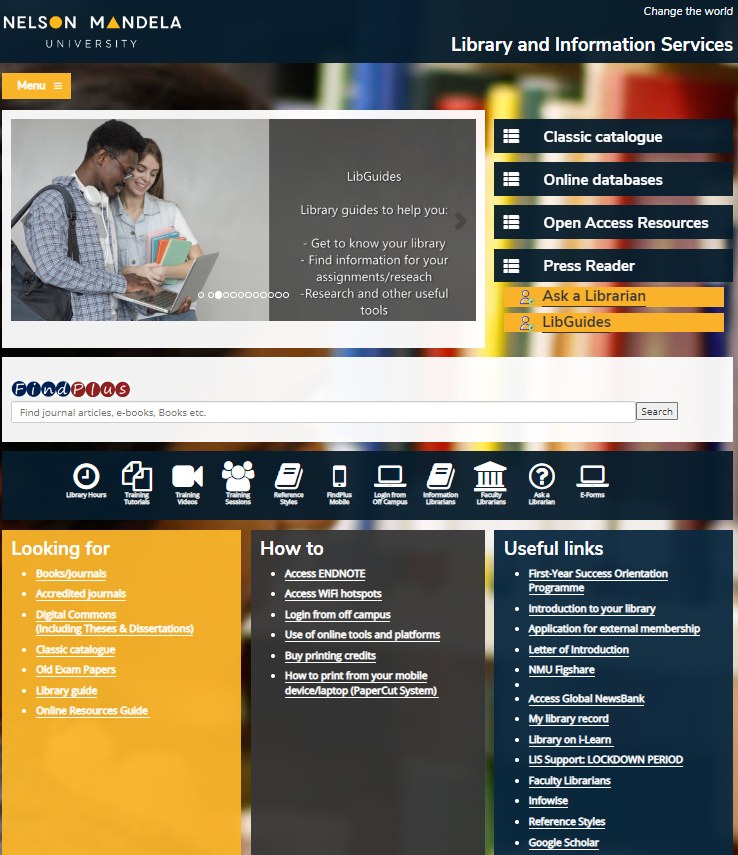 NELSON MANDELA
UNIVERSITY
Change the world
Library and Information Services
Menu
LibGuides
Library guides to help you:
- Get to know your library
- Find information for your
assignments/reseach
-Research and other useful
tools
Classic catalogue
Online databases
Open Access Resources
Press Reader
Ask a Librarian
LibGuides
FindPlus
Find journal articles, e-books, Books etc.
Search
Library Hours
Training
Tutorials
Training
Videos
Training
Sessions
Reference
Styles
FindPlus
Mobile
Login from
Off Campus
Information
Librarians
Faculty
Librarians
Ask a
Librarian
E-Forms
Looking for
Books/Journals
Accredited journals
Digital Commons
(Including Theses & Dissertations)
Classic catalogue
Old Exam Papers
Library guide
Online Resources Guide
How to
Access ENDNOTE
Access WiFi hotspots
Login from off campus
Use of online tools and platforms
Buy printing credits
How to print from your mobile
device/laptop (PaperCut System)
Useful links
First-Year Success Orientation
Programme
Introduction to your library
Application for external membership
Letter of Introduction
NMU Figshare
Access Global NewsBank
My library record
Library on i-Learn
LIS Support: LOCKDOWN PERIOD
Faculty Librarians
Infowise
Reference Styles
Google Scholar